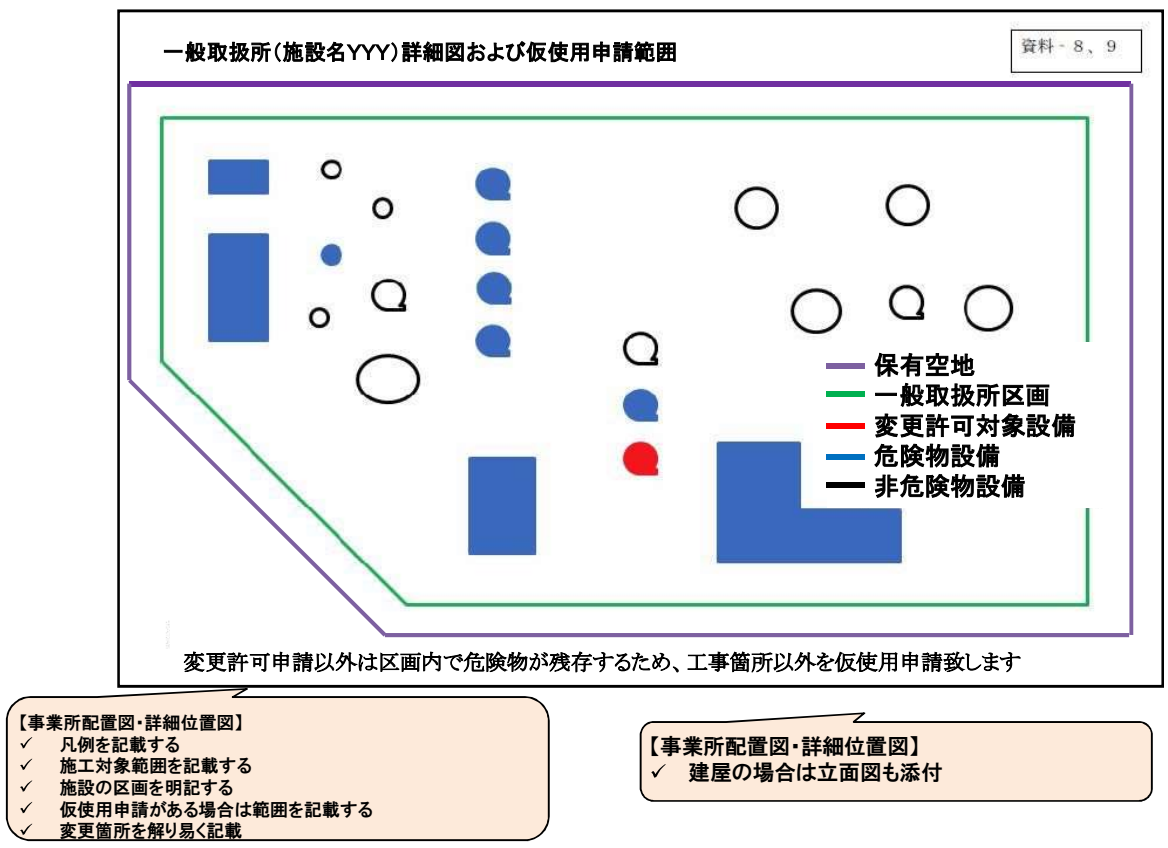 一般取扱所(施設名YYY)詳細図および仮使用申請範囲
資料-8、9
保有空地
一般取扱所区画
変更許可対象設備
危険物設備
非危険物設備
変更許可申請以外は区画内で危険物が残存するため、工事箇所以外を仮使用申請致します
【事業所配置図・詳細位置図】
✓ 凡例を記載する
✓ 施工対象範囲を記載する
✓ 施設の区画を明記する
✓ 仮使用申請がある場合は範囲を記載する
✓ 変更箇所を解り易く記載
【事業所配置図・詳細位置図】
✓ 建屋の場合は立面図も添付